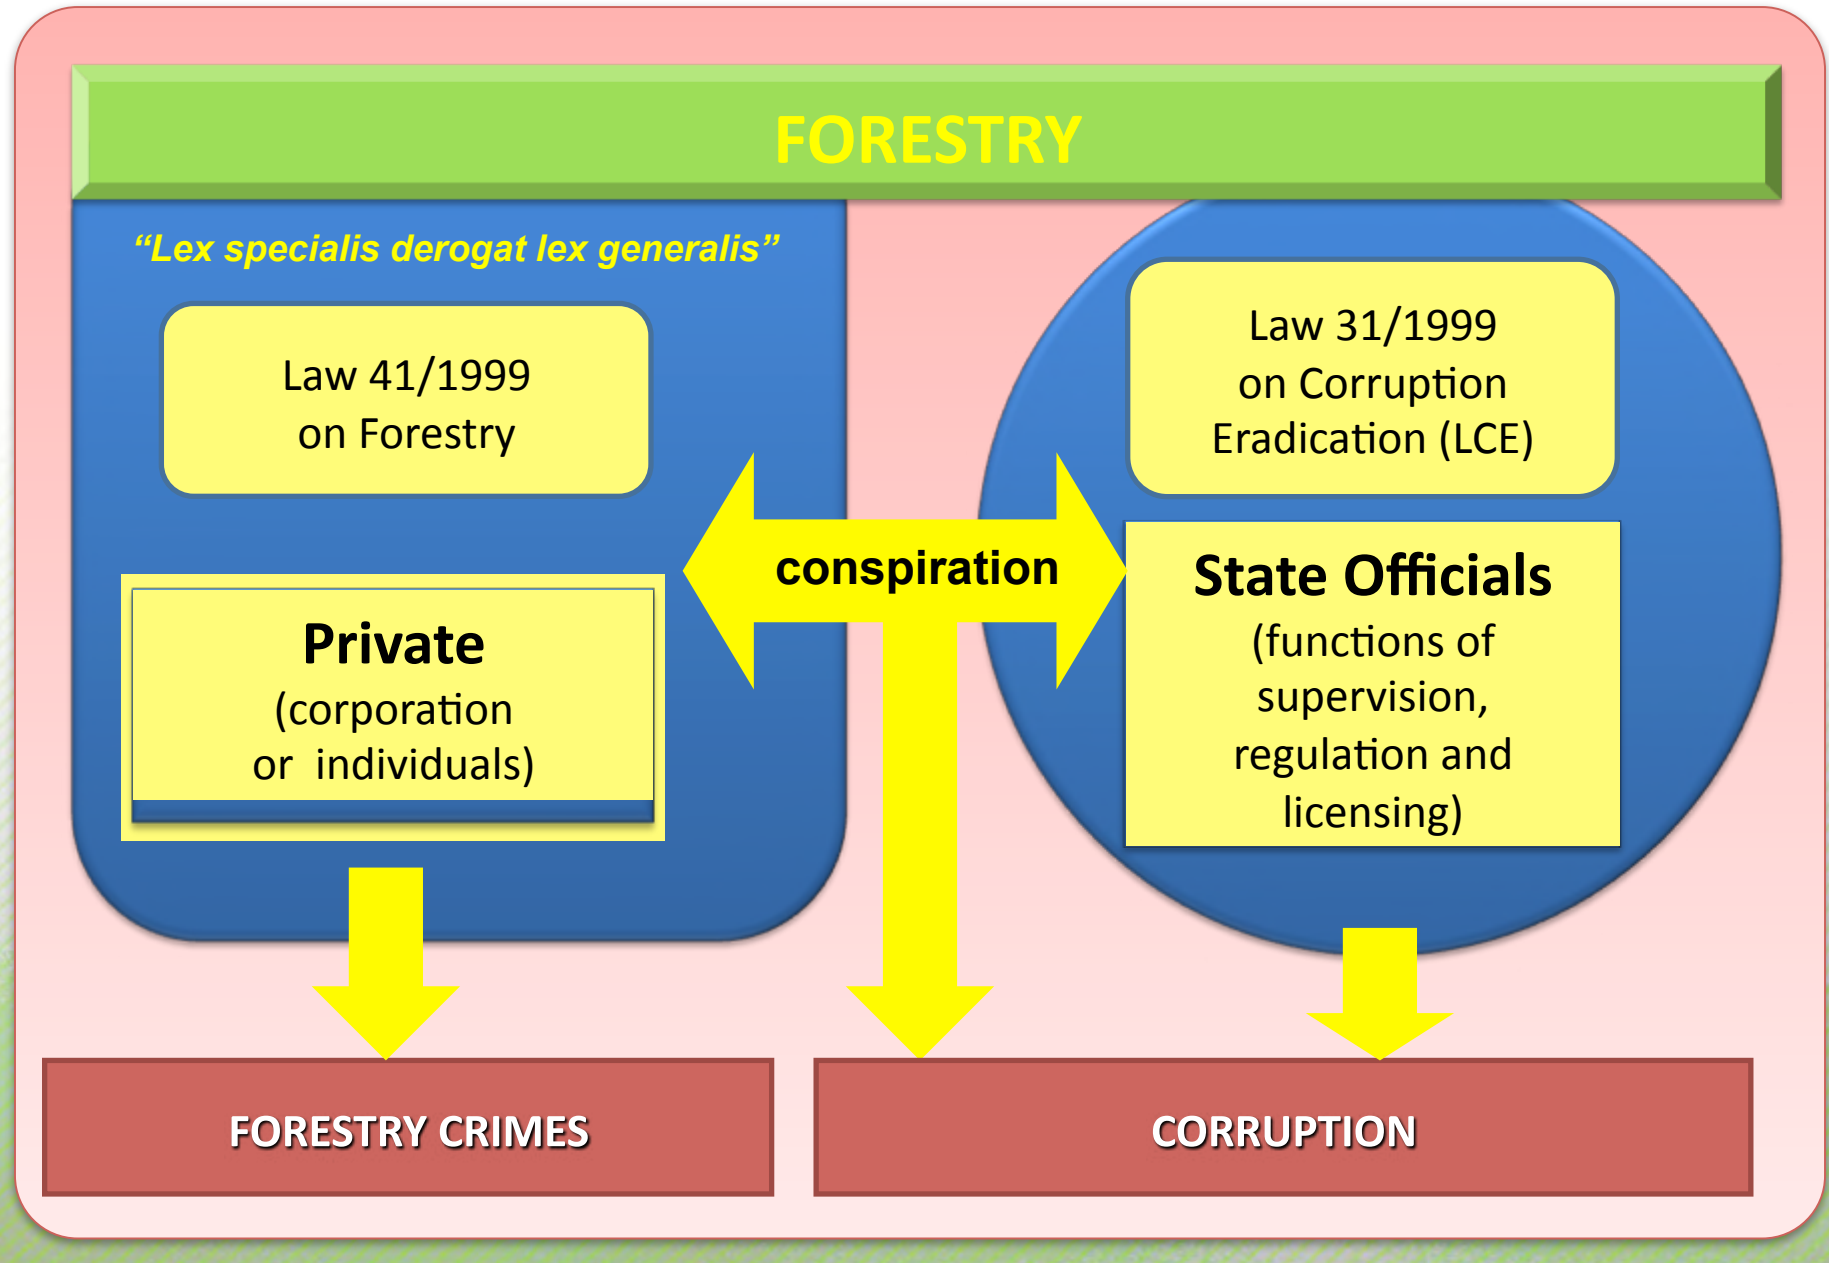 FORESTRY
“Lex specialis derogat lex generalis”
Law 41/1999
on Forestry
Private
(corporation
or individuals)
conspiration
Law 31/1999
on Corruption
Eradication (LCE)
State Officials
(functions of
supervision,
regulation and
licensing)
FORESTRY CRIMES
CORRUPTION